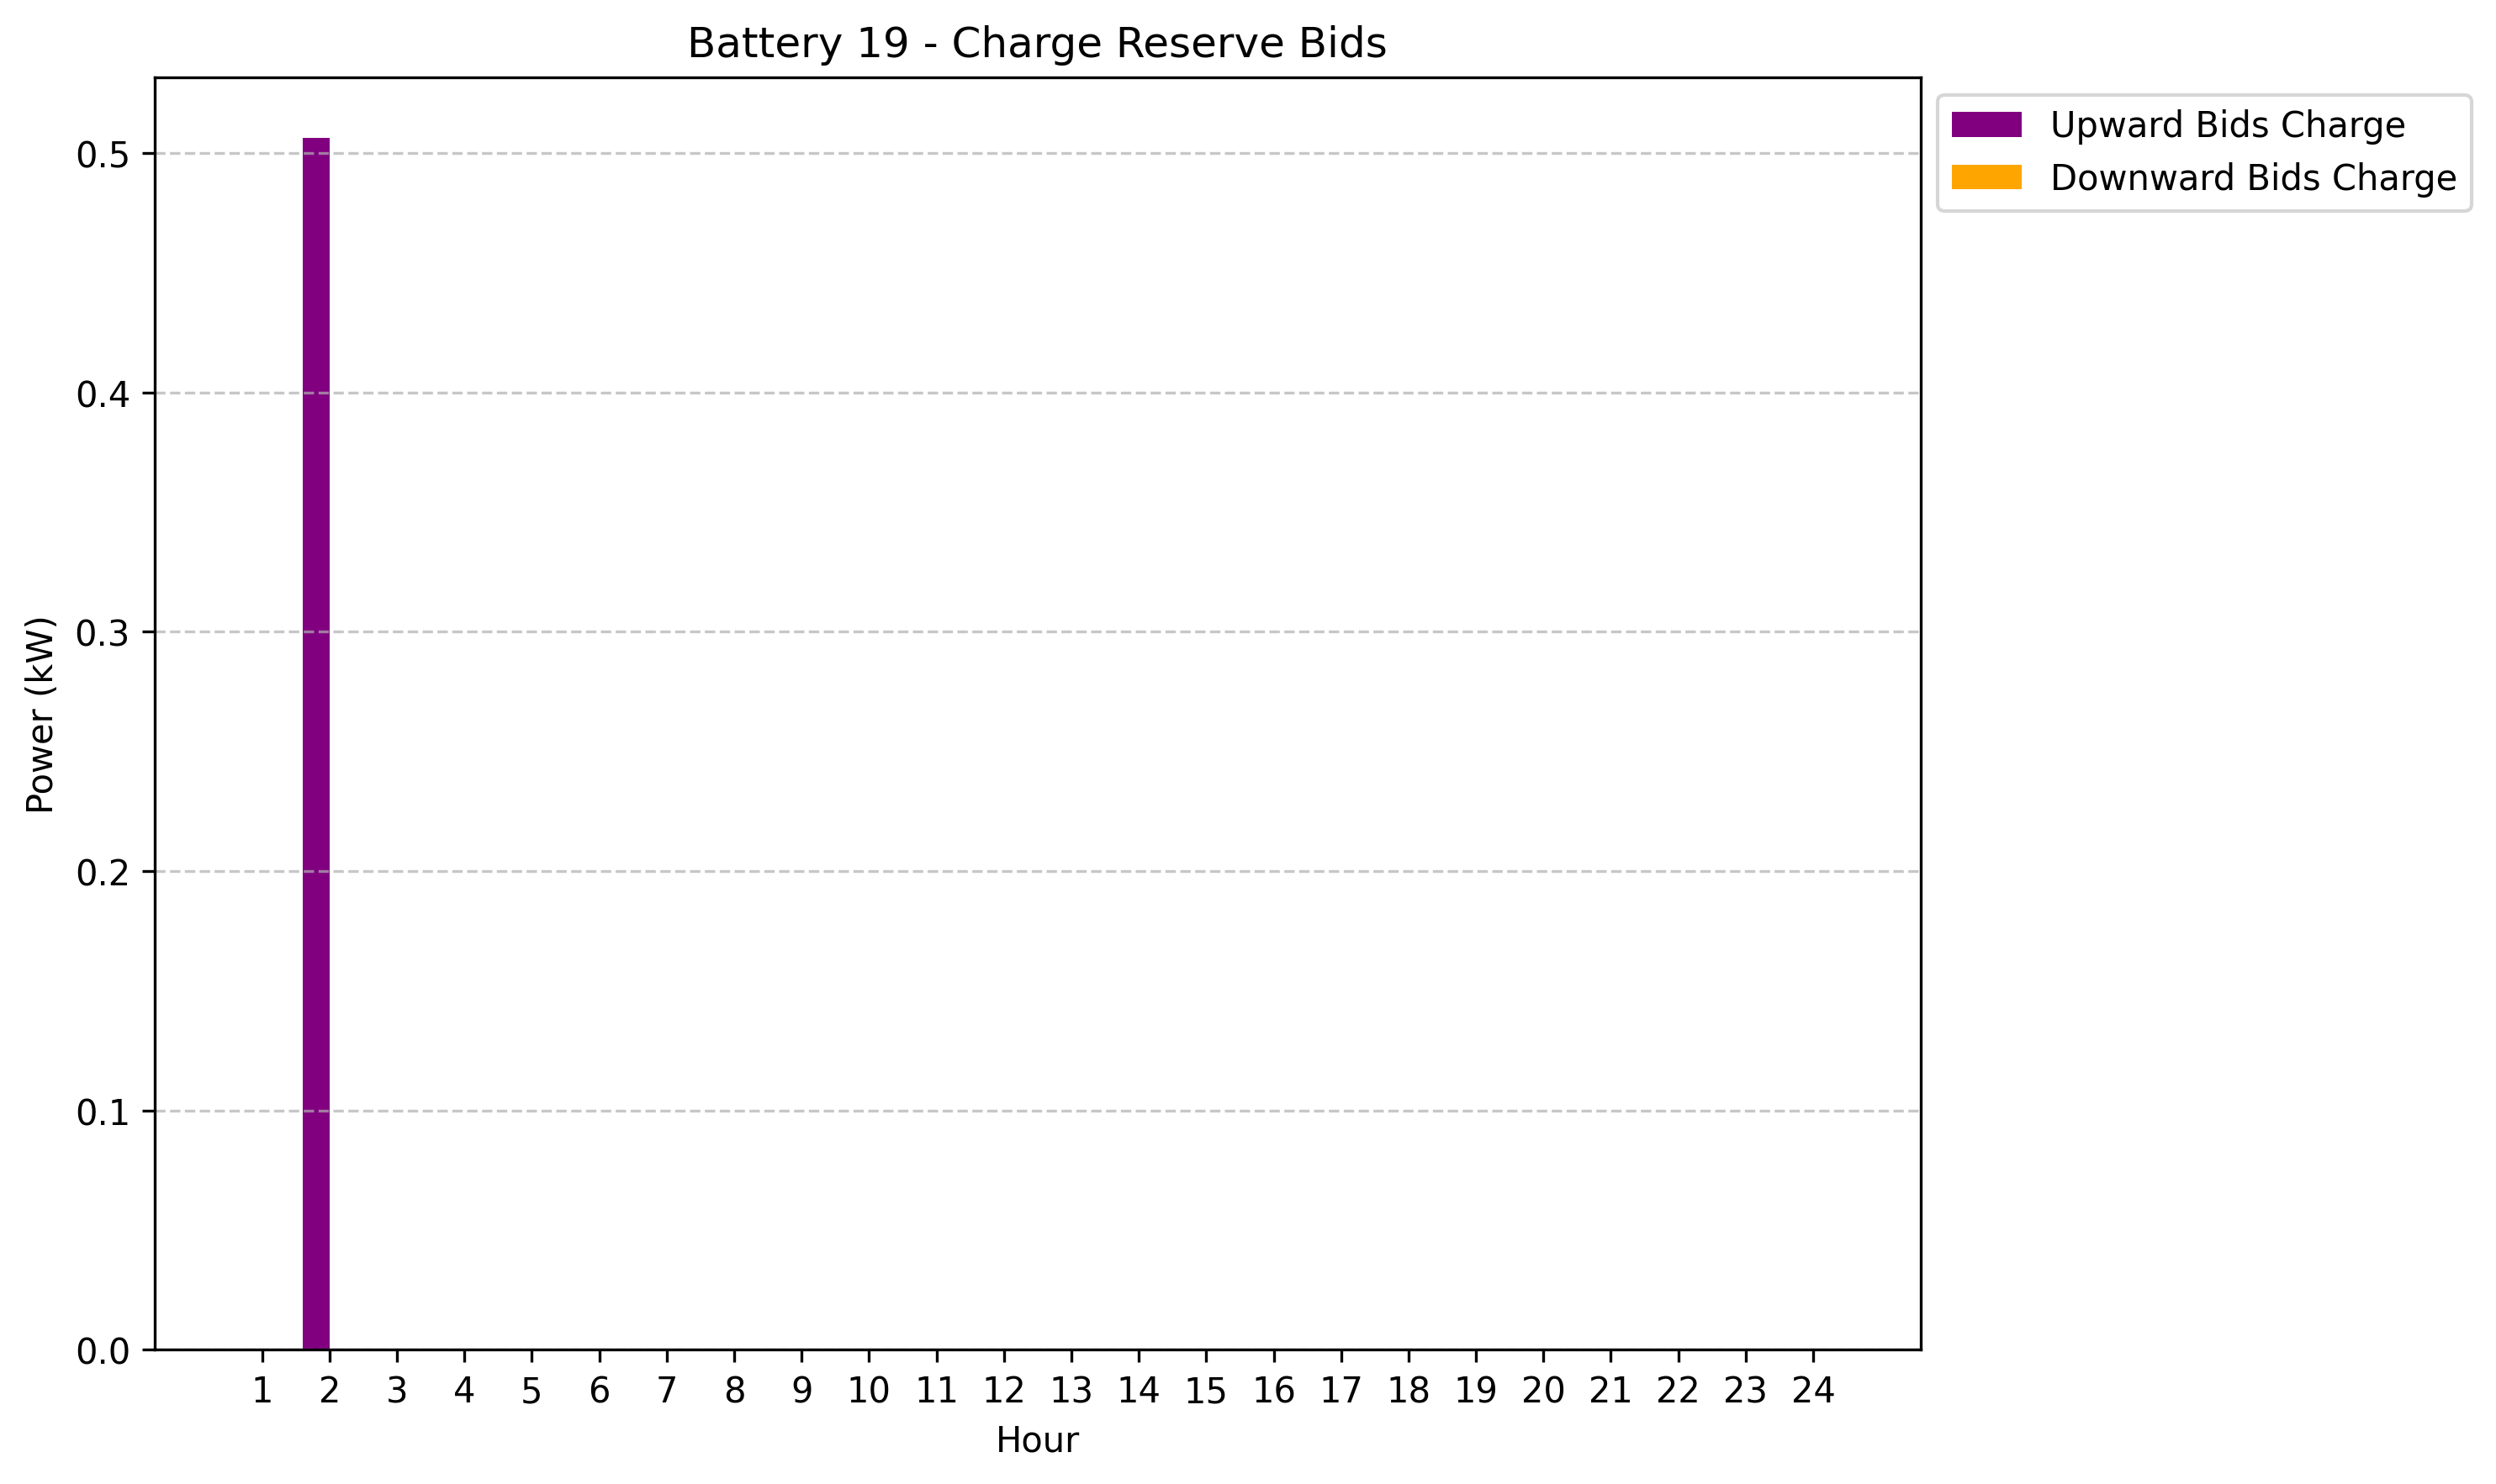 Battery 19 - Charge Reserve Bids
Upward Bids Charge
Downward Bids Charge
Power (kW)
0.5
0.4
0.3
0.2
0.1
0.0
1 2 3 4 5 6 7 8 9 10 11 12 13 14 15 16 17 18 19 20 21 22 23 24
Hour